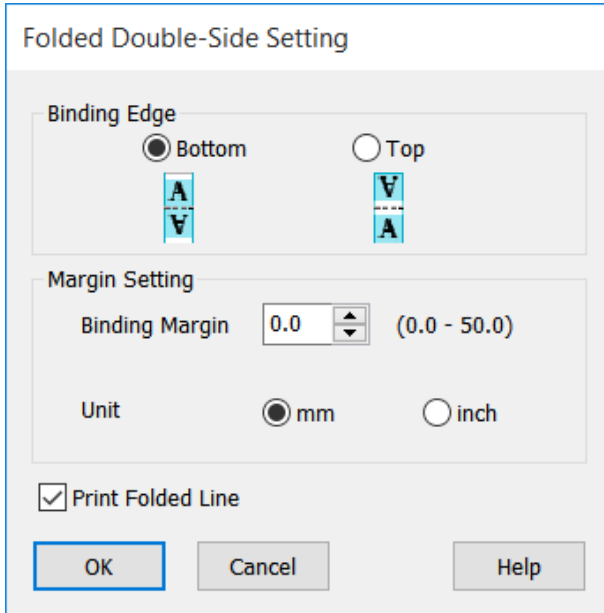 Folded Double-Side Setting
Binding Edge
Bottom Top
A A
A A
Margin Setting
Binding Margin 0.0 (0.0 - 50.0)
Unit mm inch
Print Folded Line
OK Cancel Help